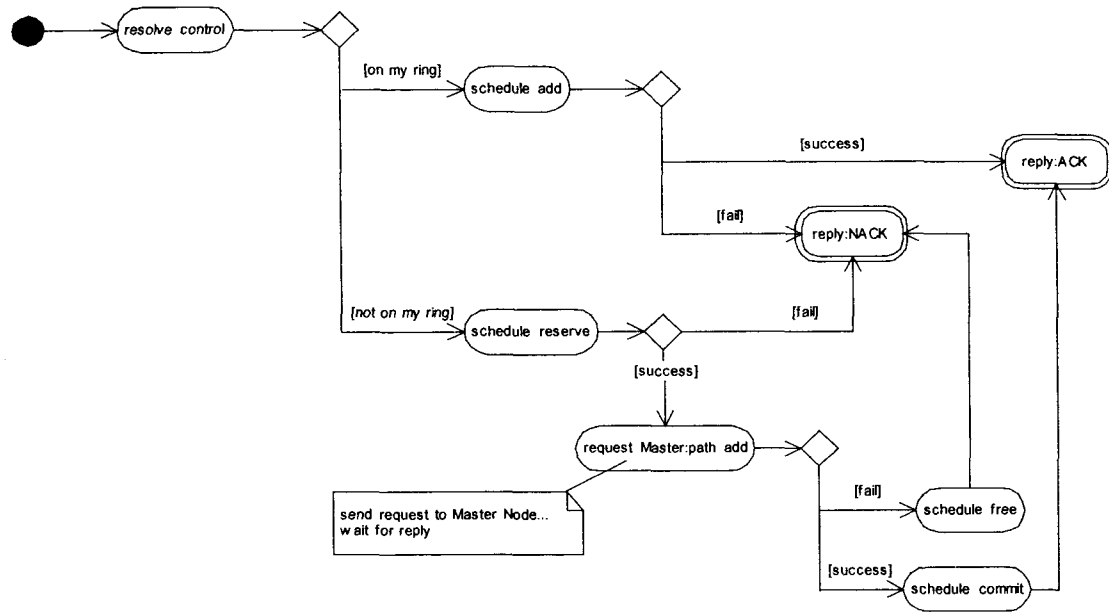 resolve control
[on my ring]
schedule add
[success]
reply:ACK
[fail]
reply:NACK
[not on my ring]
schedule reserve
[fail]
[success]
request Master:path add
send request to Master Node...
wait for reply
[fail]
schedule free
[success]
schedule commit